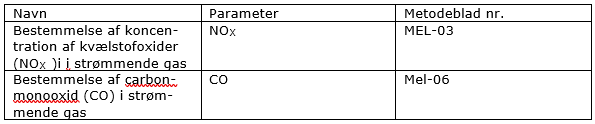 Navn Parameter Metodeblad nr.
Bestemmelse af koncen- NOX MEL-03
tration af kvælstofoxider
(NOX )i i strømmende gas
Bestemmelse af carbon- CO Mel-06
monooxid (CO) i strøm-
mende gas